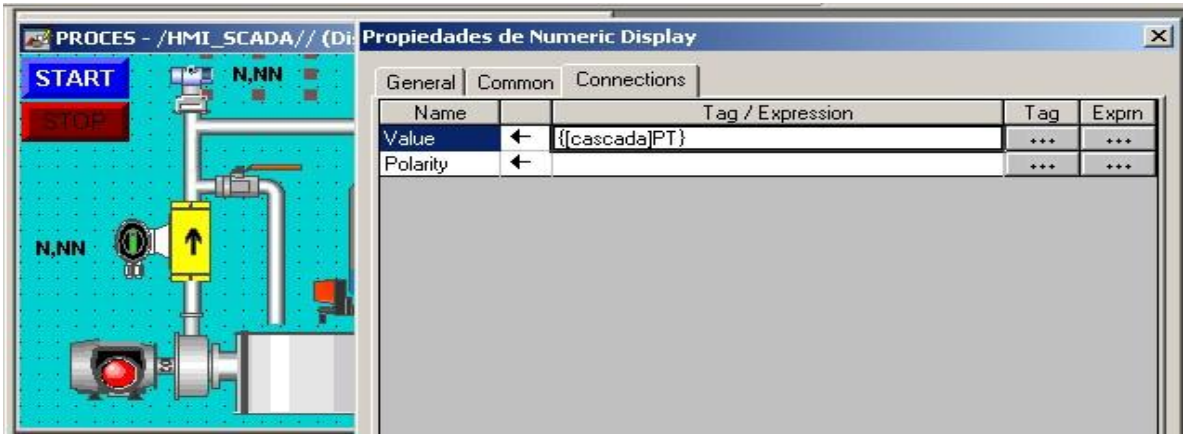 PROCES - /HMI_SCADA// (Di
Propiedades de Numeric Display
START
N,NN
STOP
General
Common
Connections
Name
Tag / Expression
Tag
Exprn
Value
{[cascada]PT}
...
...
Polarity
...
...
N,NN